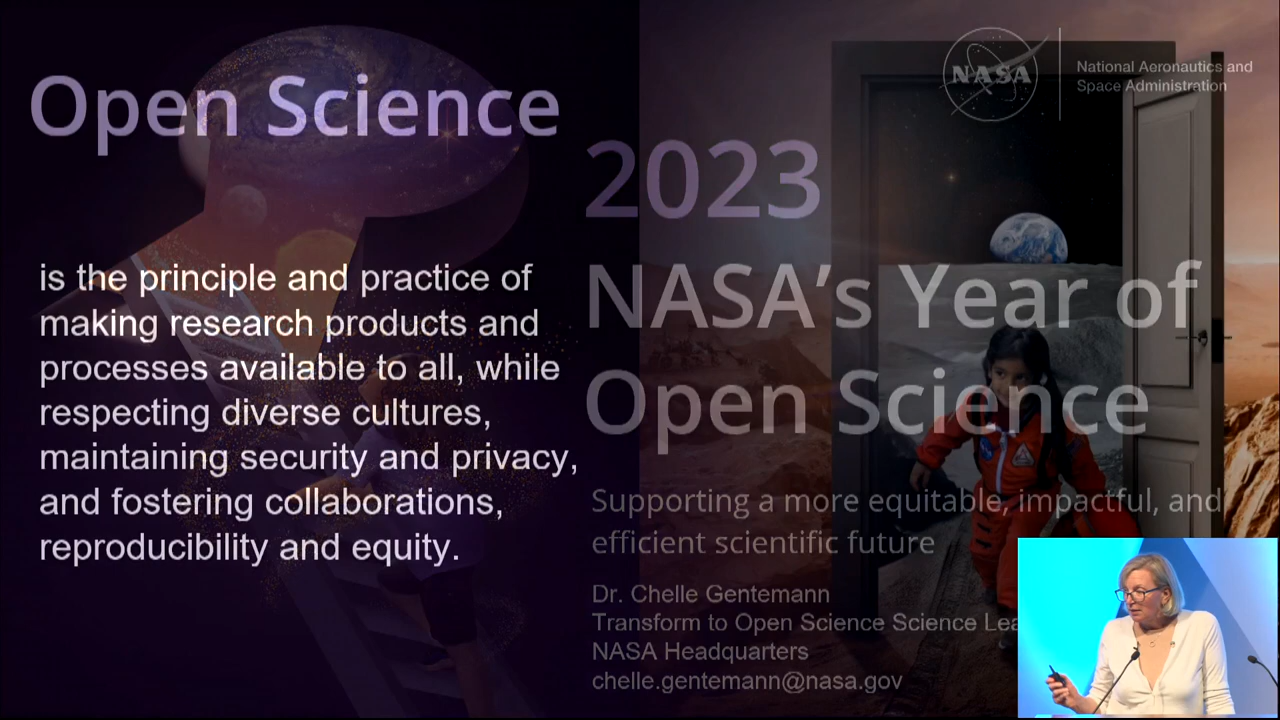 Open Science
is the principle and practice of
making research products and
processes available to all, while
respecting diverse cultures,
maintaining security and privacy,
and fostering collaborations,
reproducibility and equity.
NASA
National Aeronautics and
Space Administration
2023
NASA’s Year of
Open Science
Supporting a more equitable, impactful, and
efficient scientific future
Dr. Chelle Gentemann
Transform to Open Science Science
NASA Headquarters
chelle.gentemann@nasa.gov